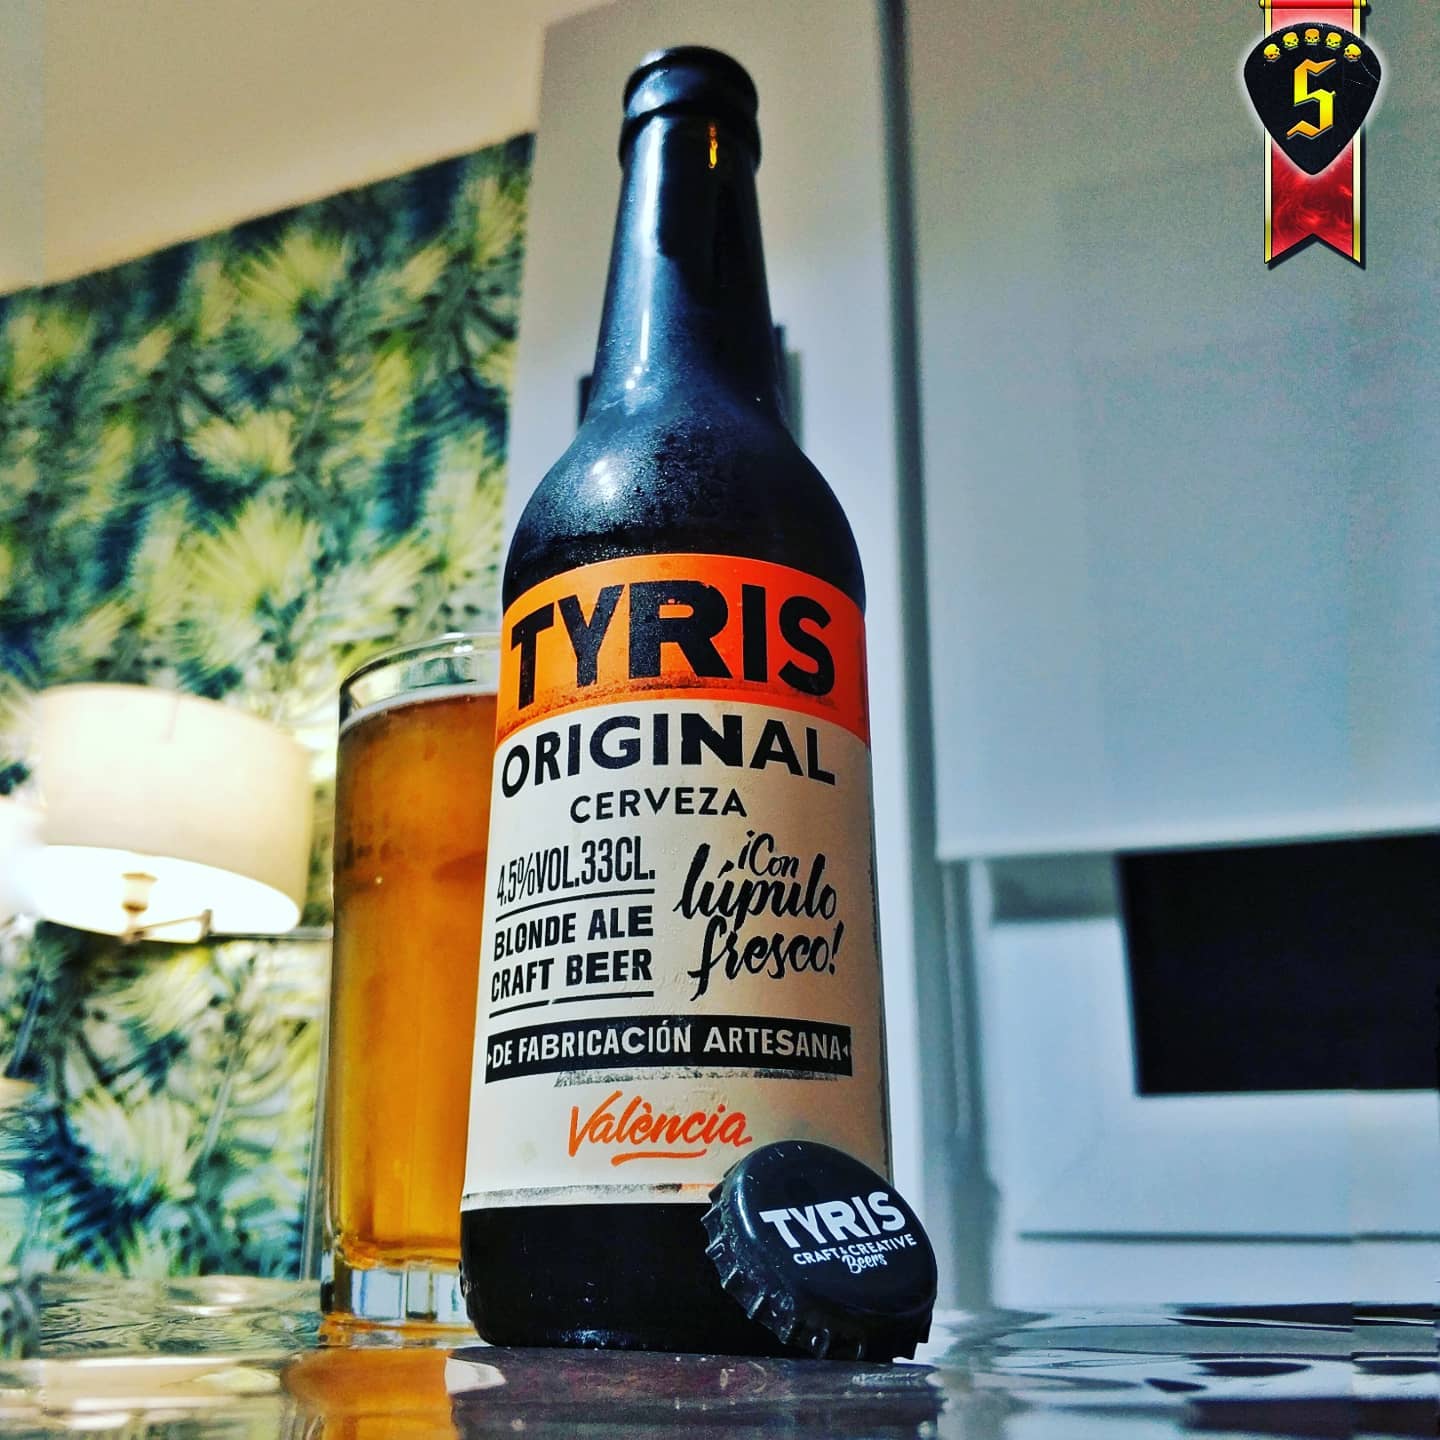 5
TYRIS
ORIGINAL
CERVEZA
4.5%VOL.33CL.
BLONDE ALE
CRAFT BEER
¡Con
lúpulo
fresco!
DE FABRICACIÓN ARTESANA
València
TYRIS
CRAFT & CREATIVE
Beers